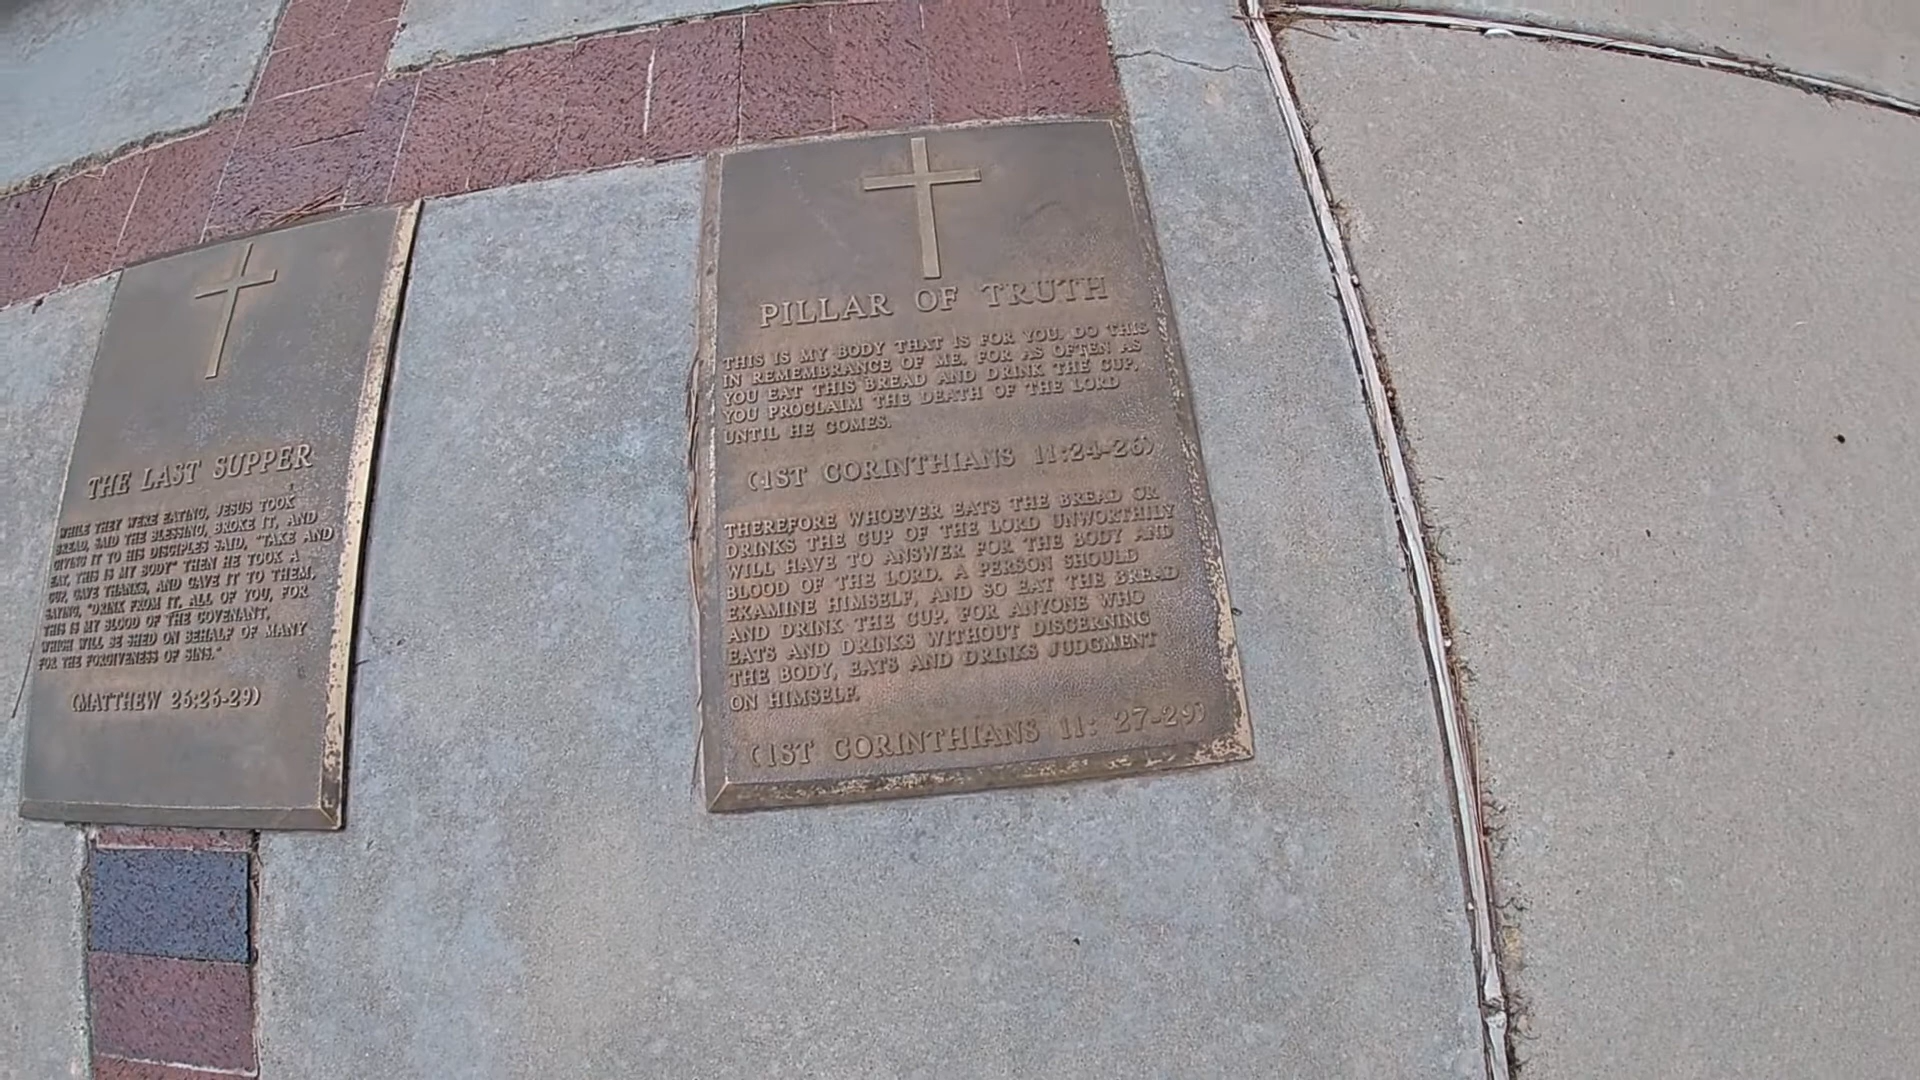 THE LAST SUPPER
WHILE THEY WERE EATING, JESUS TOOK
BREAD, SAID THE BLESSING, BROKE IT, AND
GIVING IT TO HIS DISCIPLES SAID, "TAKE AND
EAT, THIS IS MY BODY" THEN HE TOOK A
CUP, GAVE THANKS, AND GAVE IT TO THEM,
SAYING, "DRINK FROM IT, ALL OF YOU, FOR
THIS IS MY BLOOD OF THE COVENANT,
WHICH WILL BE SHED ON BEHALF OF MANY
FOR THE FORGIVENESS OF SINS."
(MATTHEW 26:26-29)
PILLAR OF TRUTH
THIS IS MY BODY THAT IS FOR YOU. DO THIS
IN REMEMBRANCE OF ME. FOR AS OFTEN AS
YOU EAT THIS BREAD AND DRINK THE CUP,
YOU PROCLAIM THE DEATH OF THE LORD
UNTIL HE COMES.
(1ST CORINTHIANS 11:24-26)
THEREFORE WHOEVER EATS THE BREAD OR
DRINKS THE CUP OF THE LORD UNWORTHILY
WILL HAVE TO ANSWER FOR THE BODY AND
BLOOD OF THE LORD. A PERSON SHOULD
EXAMINE HIMSELF, AND SO EAT THE BREAD
AND DRINK THE CUP. FOR ANYONE WHO
EATS AND DRINKS WITHOUT DISCERNING
THE BODY, EATS AND DRINKS JUDGMENT
ON HIMSELF.
(1ST CORINTHIANS 11: 27-29)